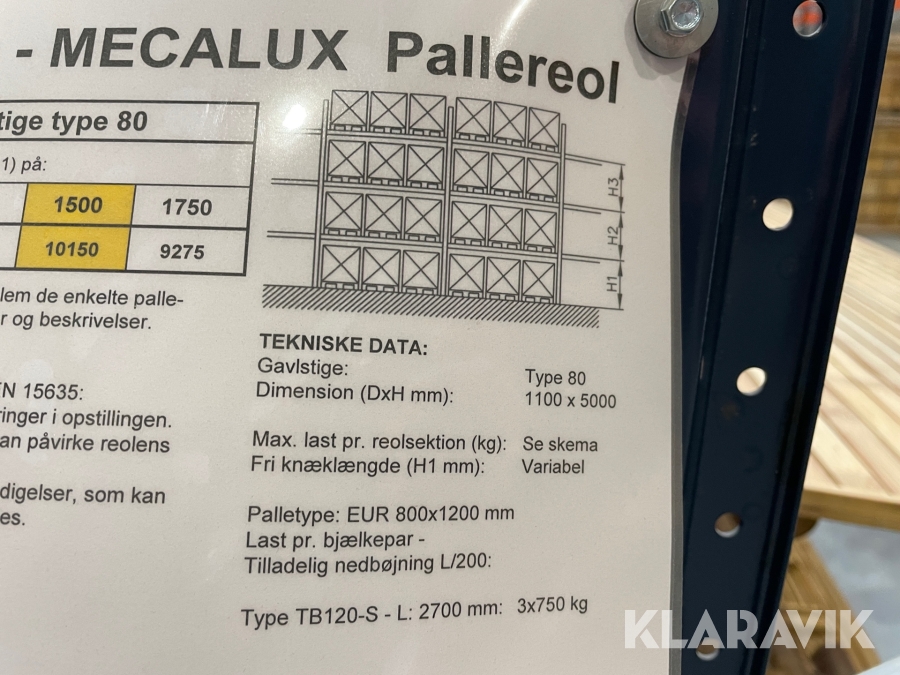 - MECALUX Pallereol
tige type 80
1) på:
1500 1750
10150 9275
lem de enkelte palle-
r og beskrivelser.
EN 15635:
ringer i opstillingen.
an påvirke reolens
digelser, som kan
es.
H3
H2
H1
TEKNISKE DATA:
Gavlstige: Type 80
Dimension (DxH mm): 1100 x 5000
Max. last pr. reolsektion (kg): Se skema
Fri knæklængde (H1 mm): Variabel
Palletype: EUR 800x1200 mm
Last pr. bjælkepar -
Tilladelig nedbøjning L/200:
Type TB120-S - L: 2700 mm: 3x750 kg
KLARAVIK